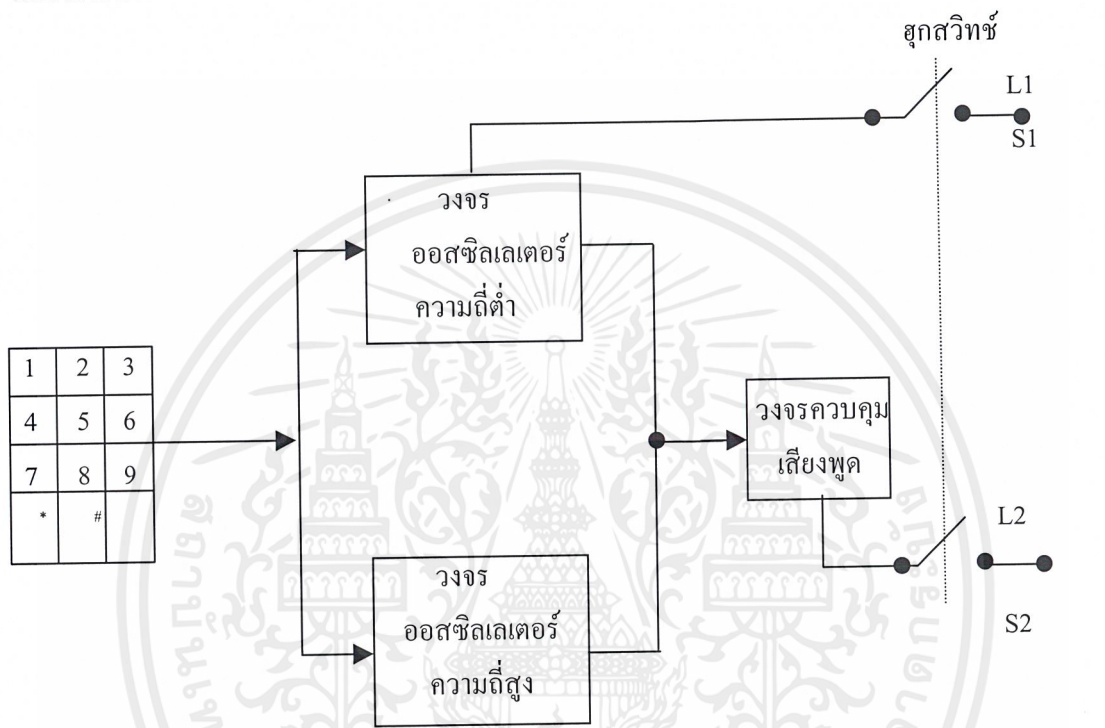 ฮุกสวิทช์
L1
S1
วงจร
ออสซิลเลเตอร์
ความถี่ต่ำ
1 2 3
4 5 6
7 8 9
* #
วงจรควบคุม
เสียงพูด
L2
S2
วงจร
ออสซิลเลเตอร์
ความถี่สูง